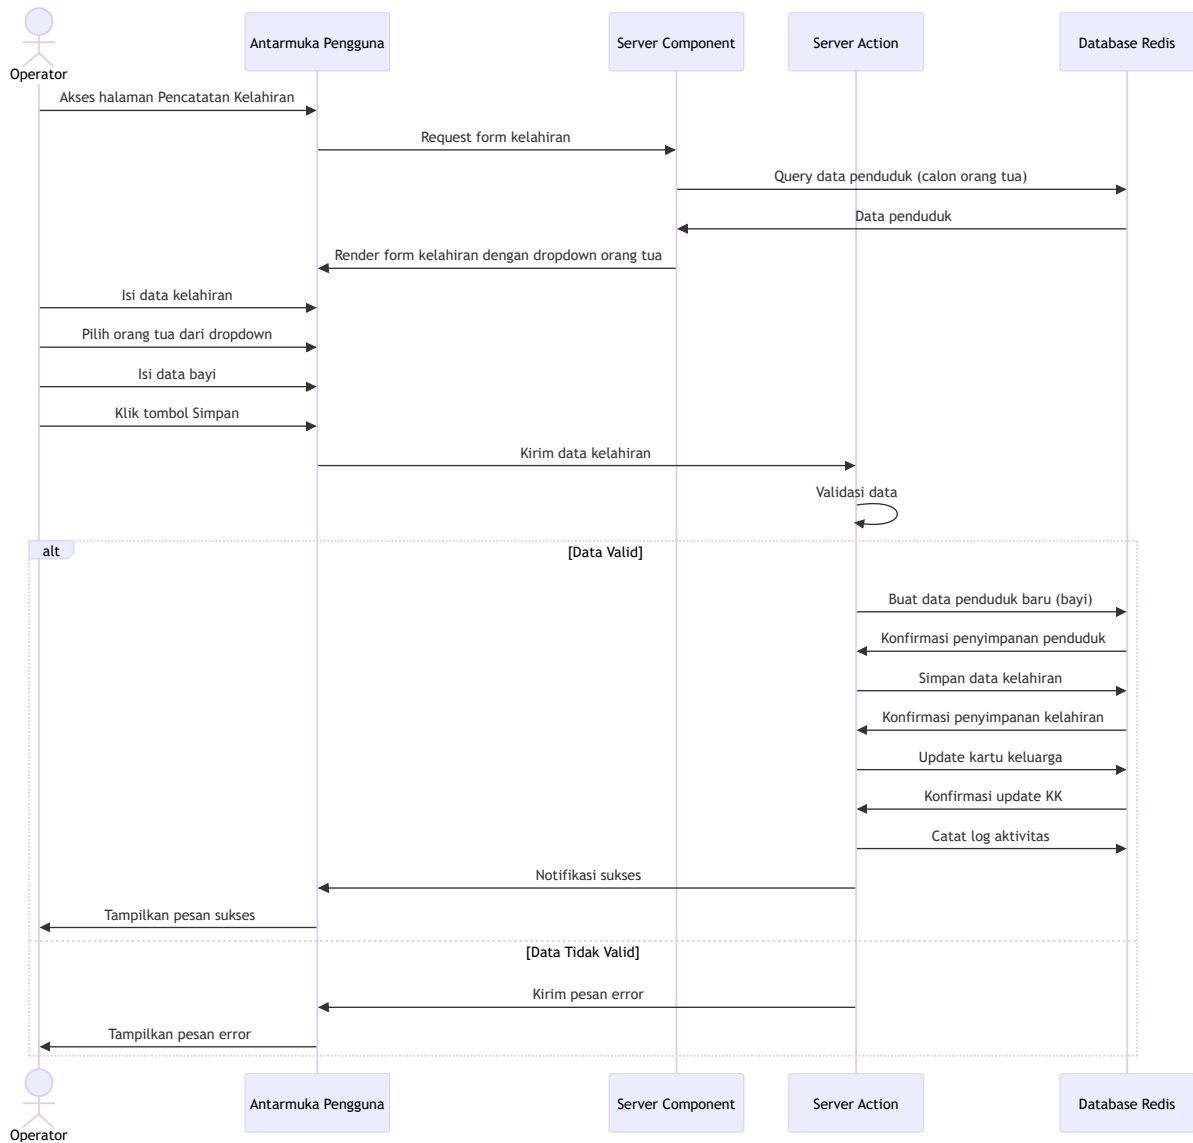 Operator
Antarmuka Pengguna
Server Component
Server Action
Database Redis
Akses halaman Pencatatan Kelahiran
Request form kelahiran
Query data penduduk (calon orang tua)
Data penduduk
Render form kelahiran dengan dropdown orang tua
Isi data kelahiran
Pilih orang tua dari dropdown
Isi data bayi
Klik tombol Simpan
Kirim data kelahiran
Validasi data
alt
[Data Valid]
Buat data penduduk baru (bayi)
Konfirmasi penyimpanan penduduk
Simpan data kelahiran
Konfirmasi penyimpanan kelahiran
Update kartu keluarga
Konfirmasi update KK
Catat log aktivitas
Notifikasi sukses
Tampilkan pesan sukses
[Data Tidak Valid]
Kirim pesan error
Tampilkan pesan error
Operator
Antarmuka Pengguna
Server Component
Server Action
Database Redis